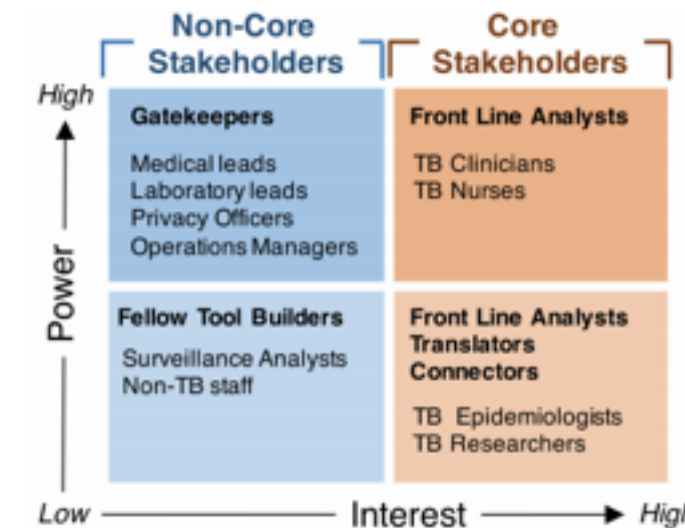 Non-Core
Stakeholders
Core
Stakeholders
High
Gatekeepers
Medical leads
Laboratory leads
Privacy Officers
Operations Managers
Front Line Analysts
TB Clinicians
TB Nurses
Power
Fellow Tool Builders
Surveillance Analysts
Non-TB staff
Front Line Analysts
Translators
Connectors
TB Epidemiologists
TB Researchers
Low
Interest
High